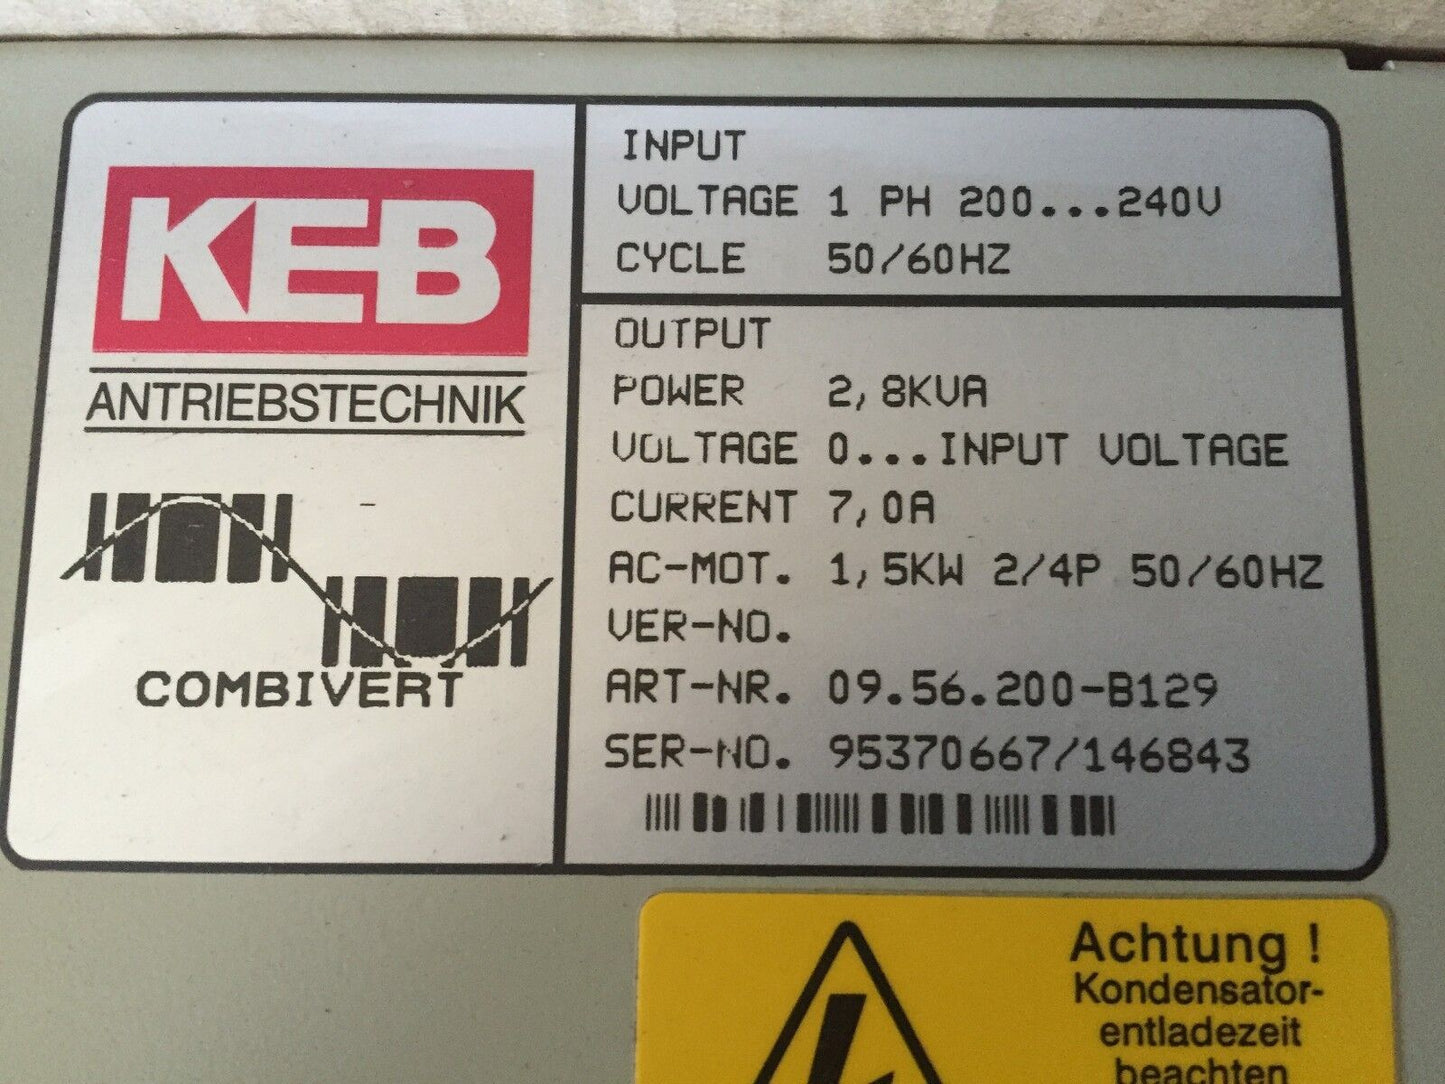 KEB
ANTRIEBSTECHNIK
COMBIVERT
INPUT
VOLTAGE 1 PH 200...240V
CYCLE 50/60HZ
OUTPUT
POWER 2,8KVA
VOLTAGE 0...INPUT VOLTAGE
CURRENT 7,0A
AC-MOT. 1,5KW 2/4P 50/60HZ
VER-NO.
ART-NR. 09.56.200-B129
SER-NO. 95370667/146843
Achtung !
Kondensator-
entladezeit
beachten